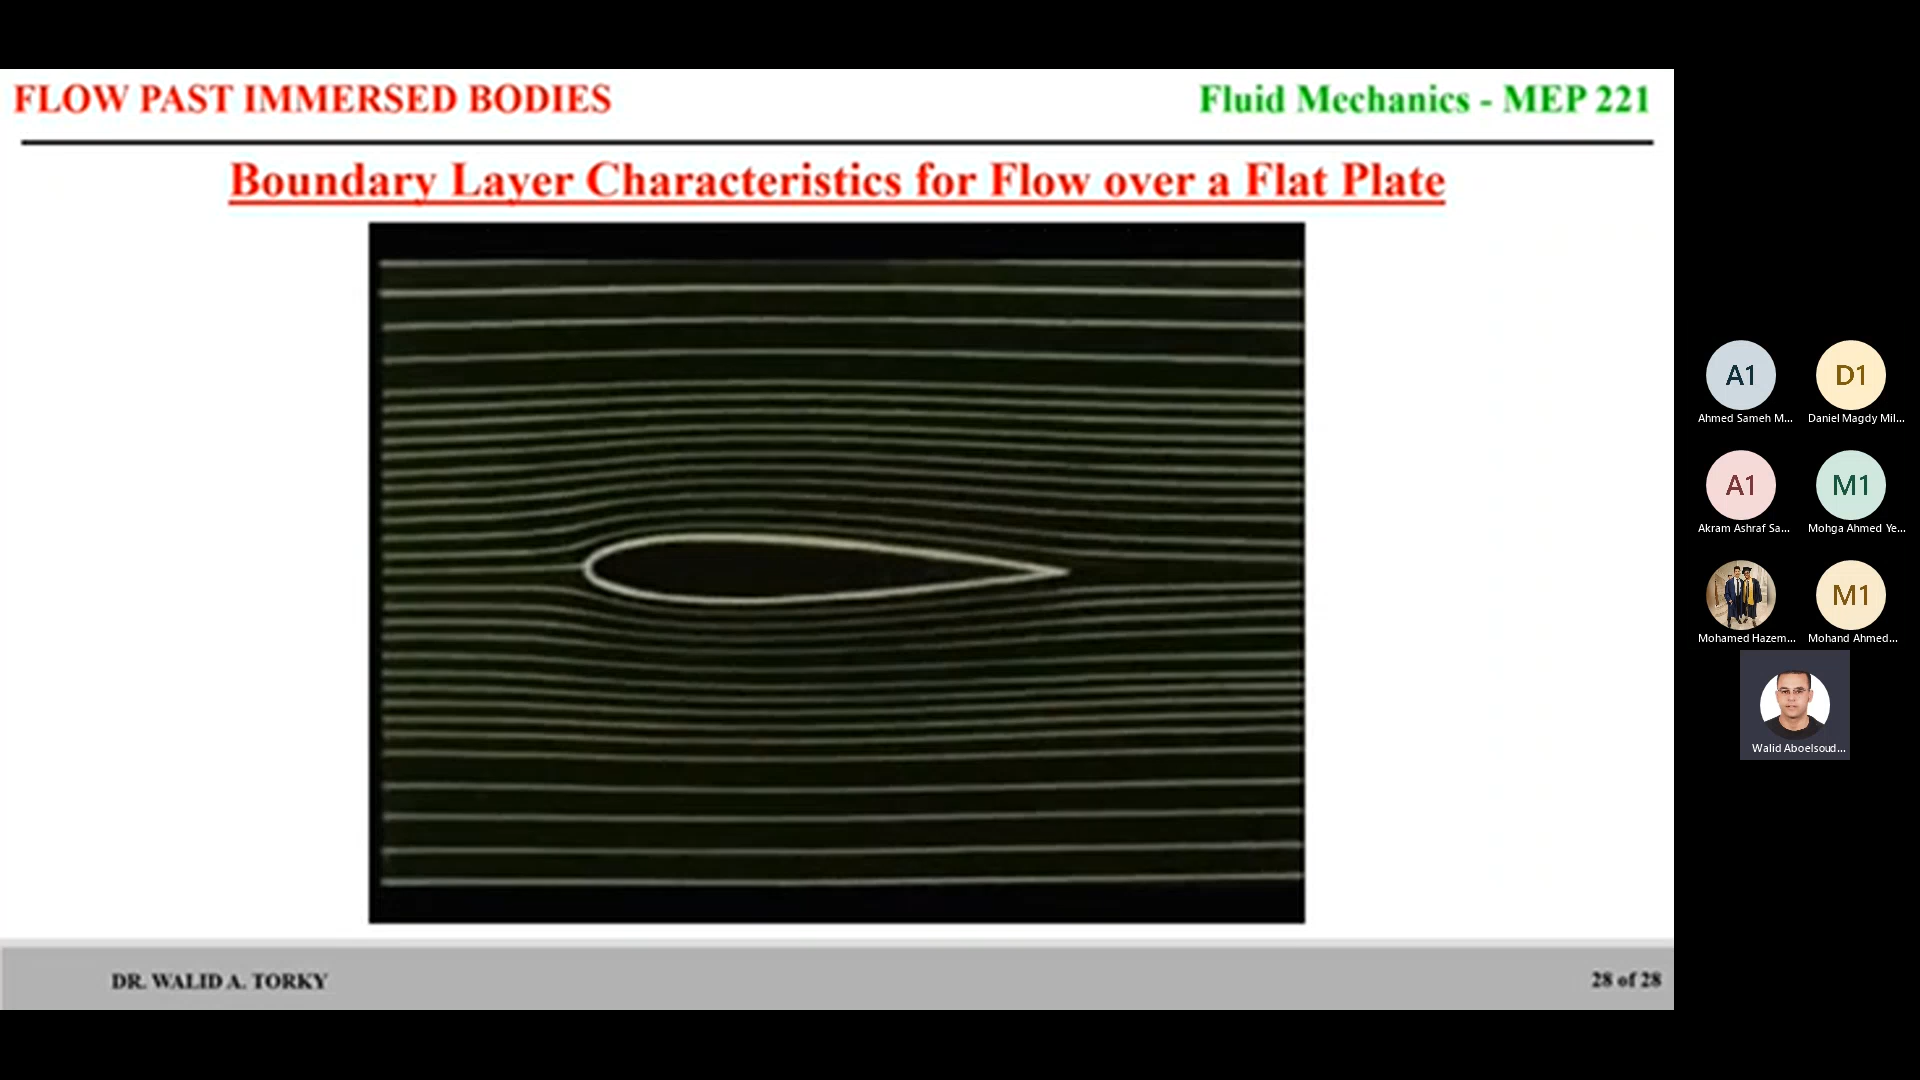 FLOW PAST IMMERSED BODIES
Fluid Mechanics - MEP 221
Boundary Layer Characteristics for Flow over a Flat Plate
A1
D1
Ahmed Sameh M...
Daniel Magdy Mil...
A1
M1
Akram Ashraf Sa...
Mohga Ahmed Ye...
M1
Mohamed Hazem...
Mohand Ahmed...
Walid Aboelsoud...
DR. WALID A. TORKY
28 of 28